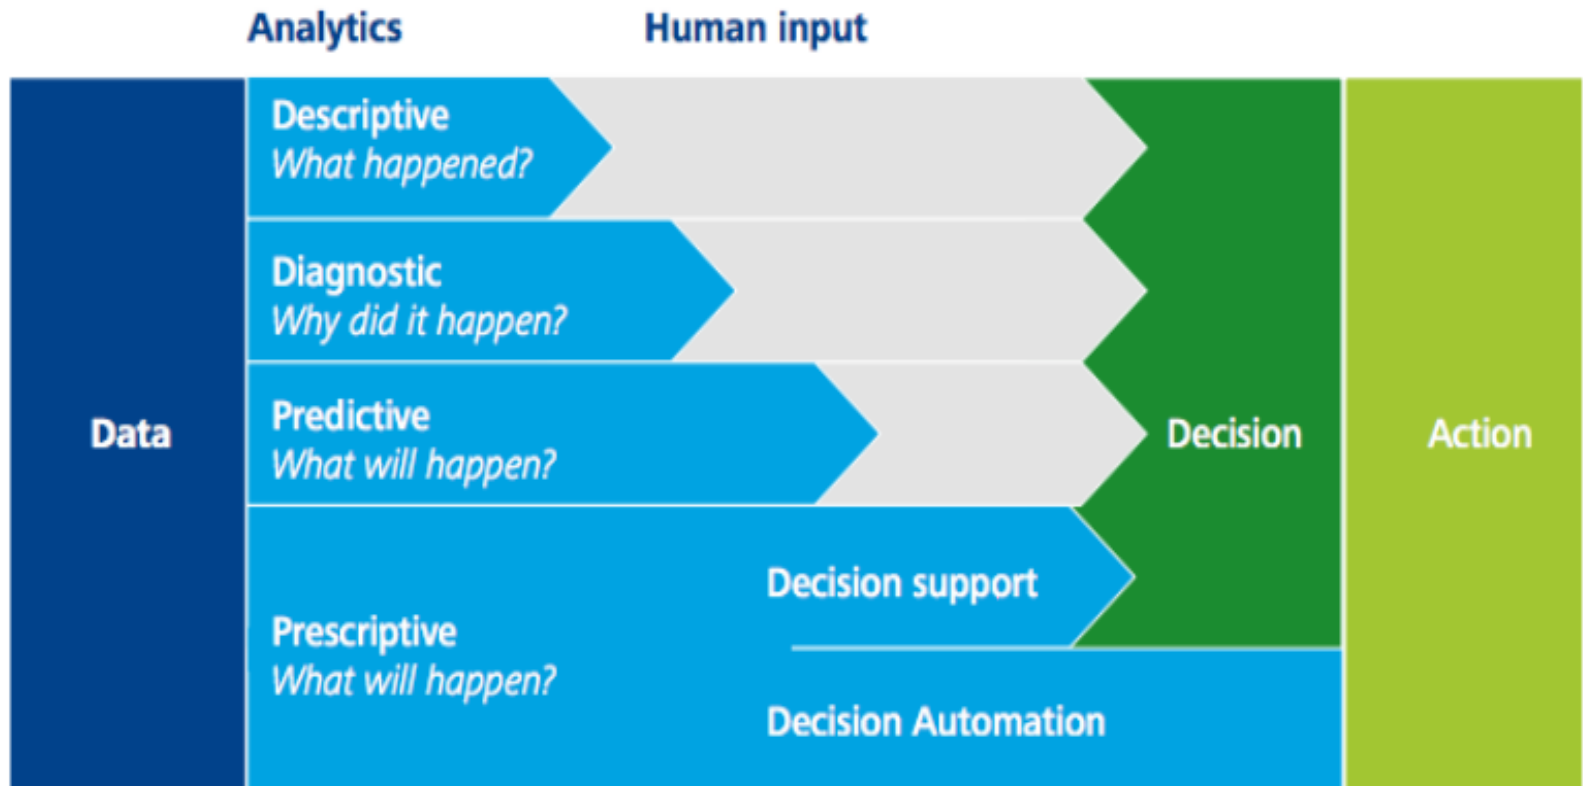 Analytics
Human input
Descriptive
What happened?
Diagnostic
Why did it happen?
Data
Predictive
What will happen?
Decision
Action
Decision support
Prescriptive
What will happen?
Decision Automation